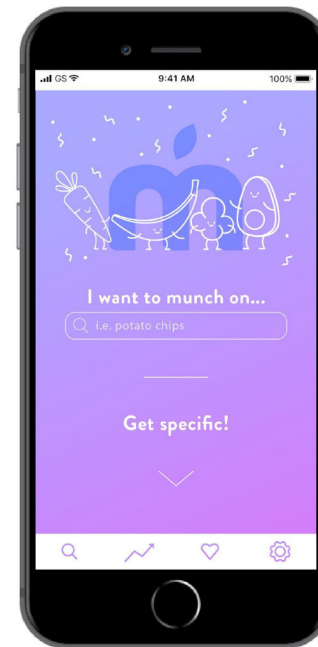 GS 9:41 AM 100%
m
I want to munch on...
i.e. potato chips
Get specific!